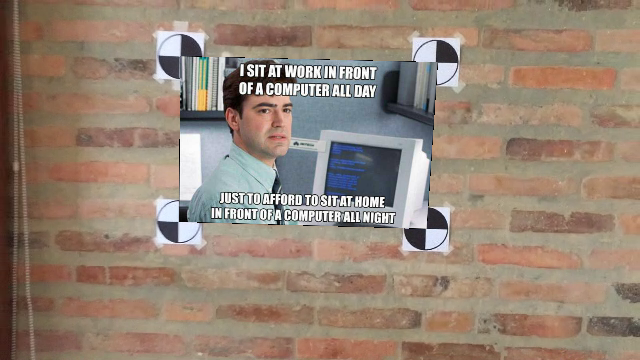 I SIT AT WORK IN FRONT
OF A COMPUTER ALL DAY
JUST TO AFFORD TO SIT AT HOME
IN FRONT OF A COMPUTER ALL NIGHT